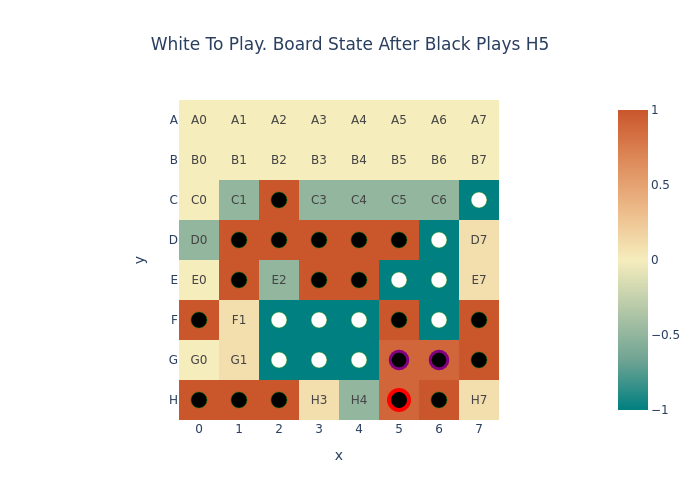 White To Play. Board State After Black Plays H5
A A0 A1 A2 A3 A4 A5 A6 A7
B B0 B1 B2 B3 B4 B5 B6 B7
C C0 C1 C3 C4 C5 C6
D D0 D7
E E0 E2 E7
F F1
G G0 G1
H H3 H4 H7
0 1 2 3 4 5 6 7
x
y
1
0.5
0
−0.5
−1